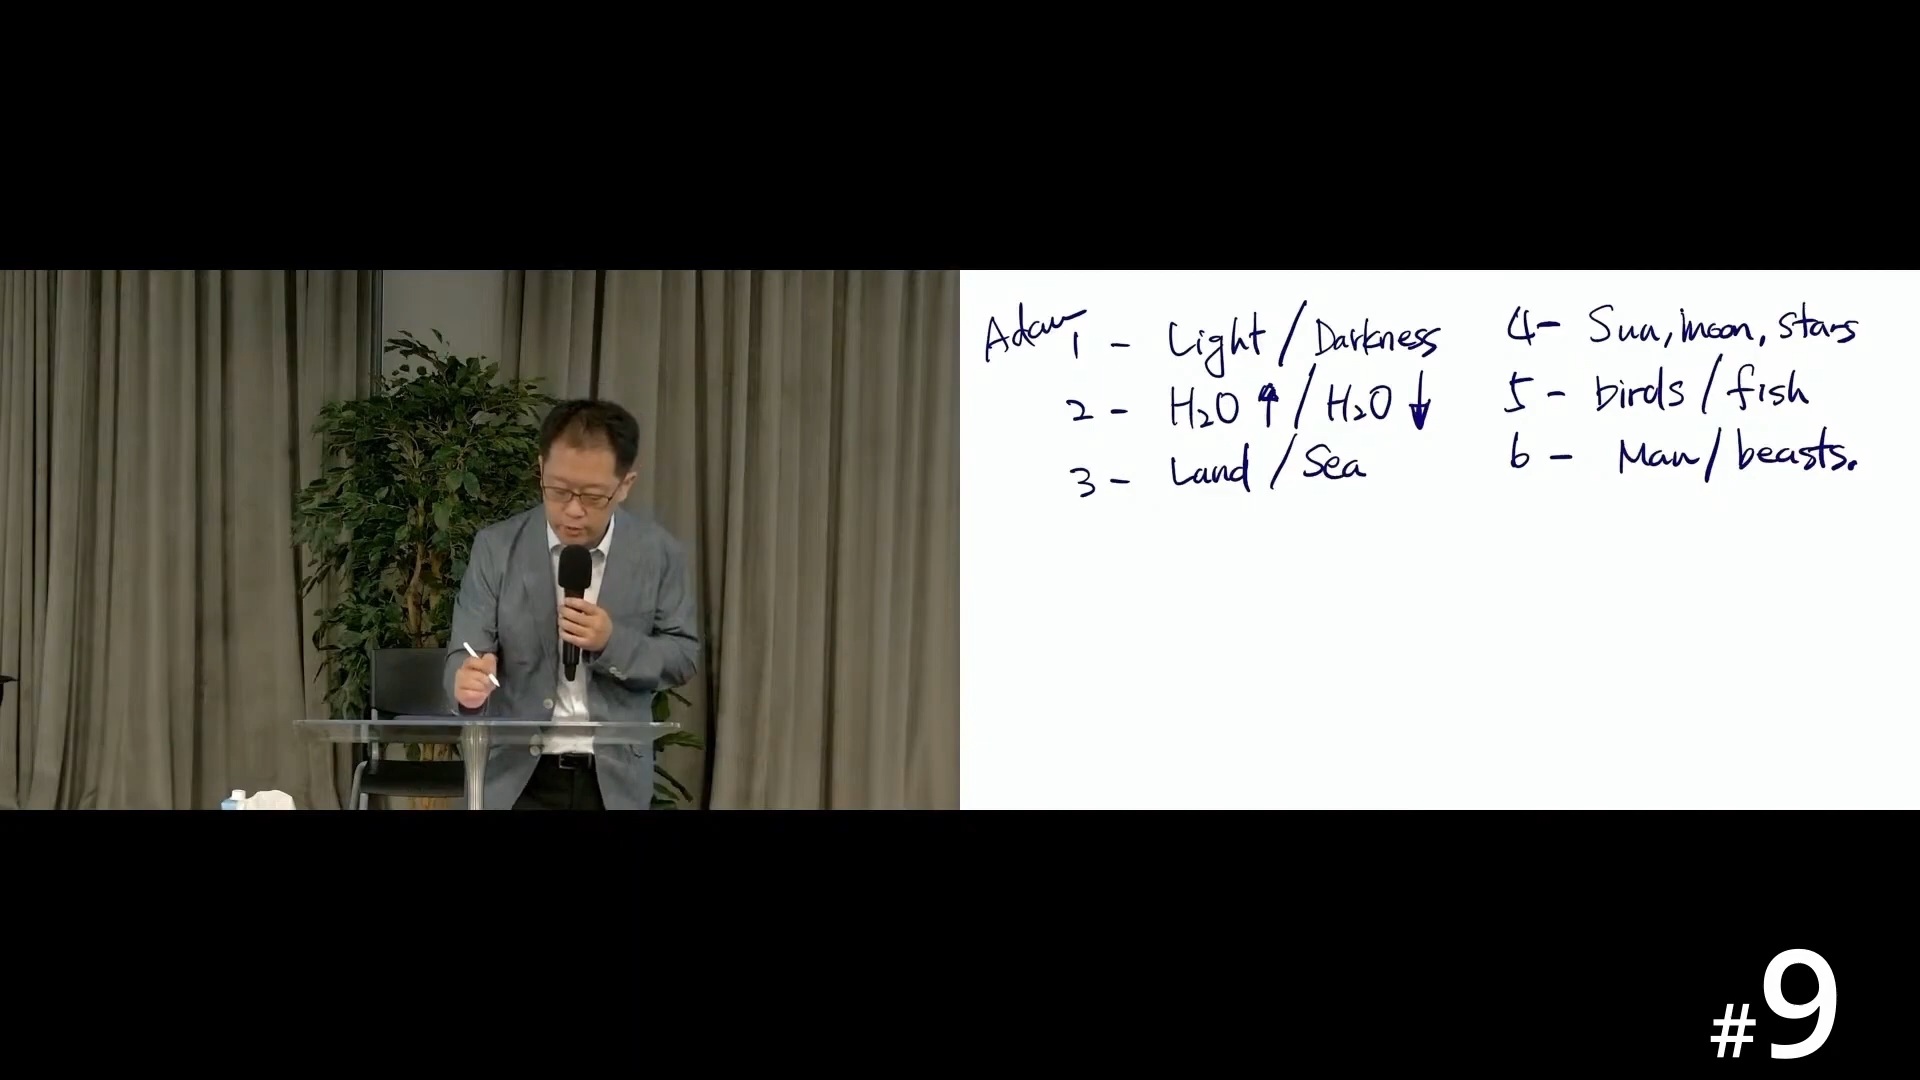 Adam
1 - Light / Darkness
2 - H₂O ↑ / H₂O ↓
3 - Land / Sea
4 - Sun, moon, stars
5 - birds / fish
6 - Man / beasts.
#9